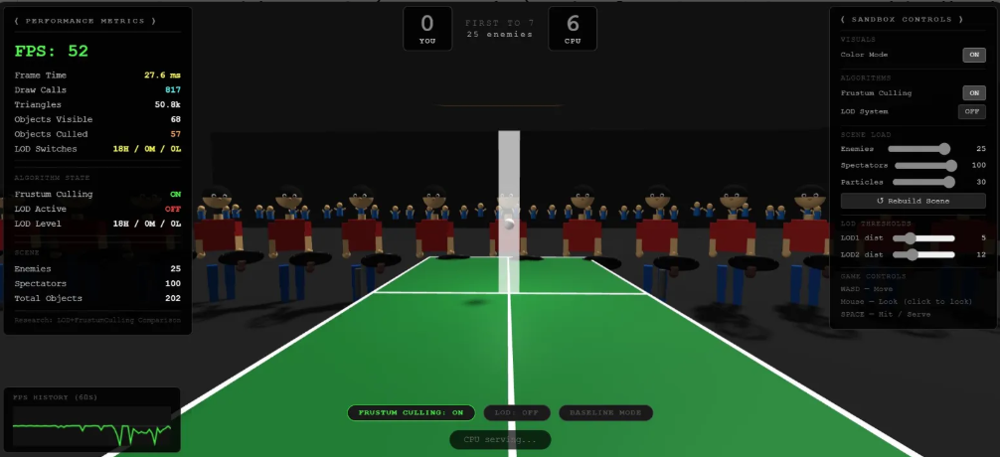 { PERFORMANCE METRICS }
FPS: 52
Frame Time 27.6 ms
Draw Calls 817
Triangles 50.8k
Objects Visible 68
Objects Culled 57
LOD Switches 18H / 0M / 0L
ALGORITHM STATE
Frustum Culling ON
LOD Active OFF
LOD Level 18H / 0M / 0L
SCENE
Enemies 25
Spectators 100
Total Objects 202
Research: LOD+FrustumCulling Comparison
FPS HISTORY (60s)
0
YOU
FIRST TO 7
25 enemies
6
CPU
FRUSTUM CULLING: ON
LOD: OFF
BASELINE MODE
CPU serving...
{ SANDBOX CONTROLS }
VISUALS
Color Mode ON
ALGORITHMS
Frustum Culling ON
LOD System OFF
SCENE LOAD
Enemies 25
Spectators 100
Particles 30
↺ Rebuild Scene
LOD THRESHOLDS
LOD1 dist 5
LOD2 dist 12
GAME CONTROLS
WASD — Move
Mouse — Look (click to lock)
SPACE — Hit / Serve